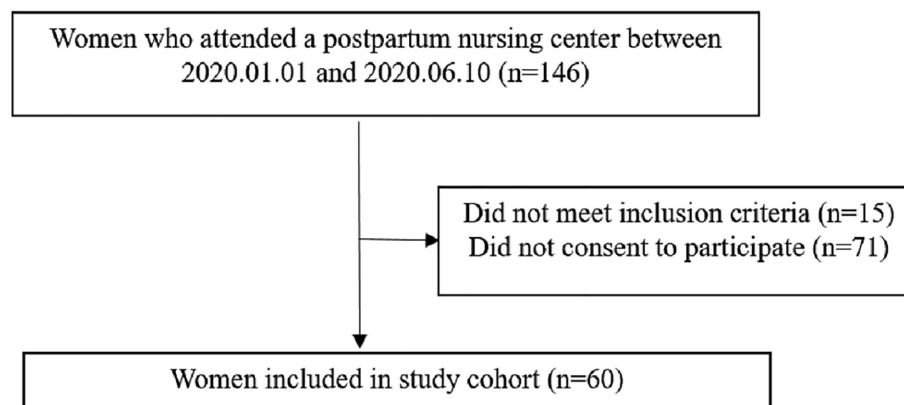 Women who attended a postpartum nursing center between
2020.01.01 and 2020.06.10 (n=146)
Did not meet inclusion criteria (n=15)
Did not consent to participate (n=71)
Women included in study cohort (n=60)